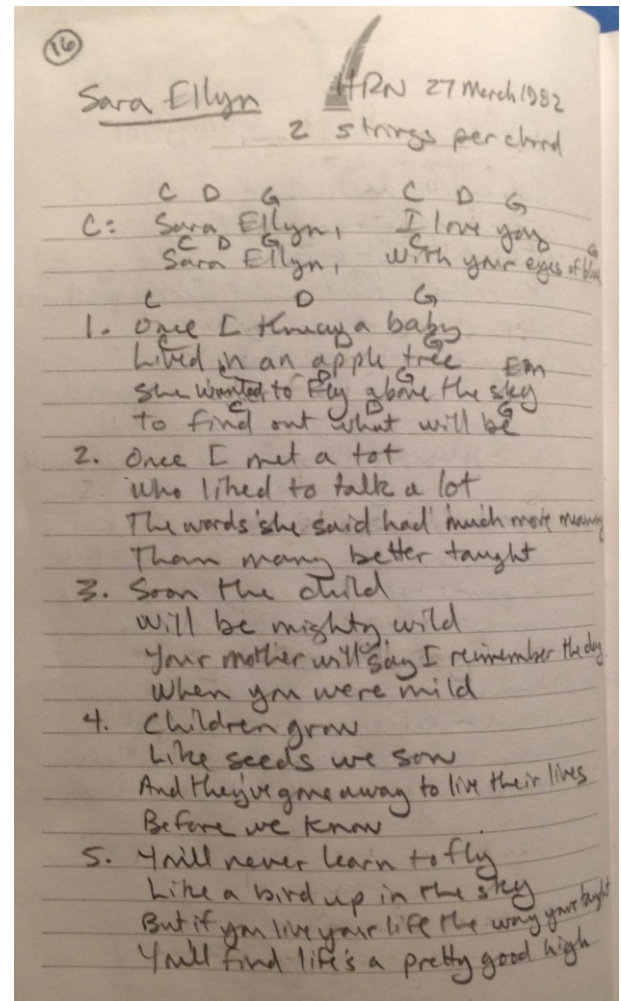 16
Sara Ellyn HRN 27 March 1982
2 strings per chord
C D G C D G
C: Sara Ellyn, I love you
C D G C D G
Sara Ellyn, with your eyes of blue
C D G
1. Once I knew a baby
C D G
Lived in an apple tree
C D G Em
She wanted to fly above the sky
C D G
to find out what will be
2. Once I met a tot
who liked to talk a lot
The words she said had much more meaning
Than many better taught
3. Soon the child
will be mighty wild
Your mother will say I remember the day
When you were mild
4. Children grow
Like seeds we sow
And they've gone away to live their lives
Before we know
5. You'll never learn to fly
Like a bird up in the sky
But if you live your life the way your taught
You'll find life's a pretty good high